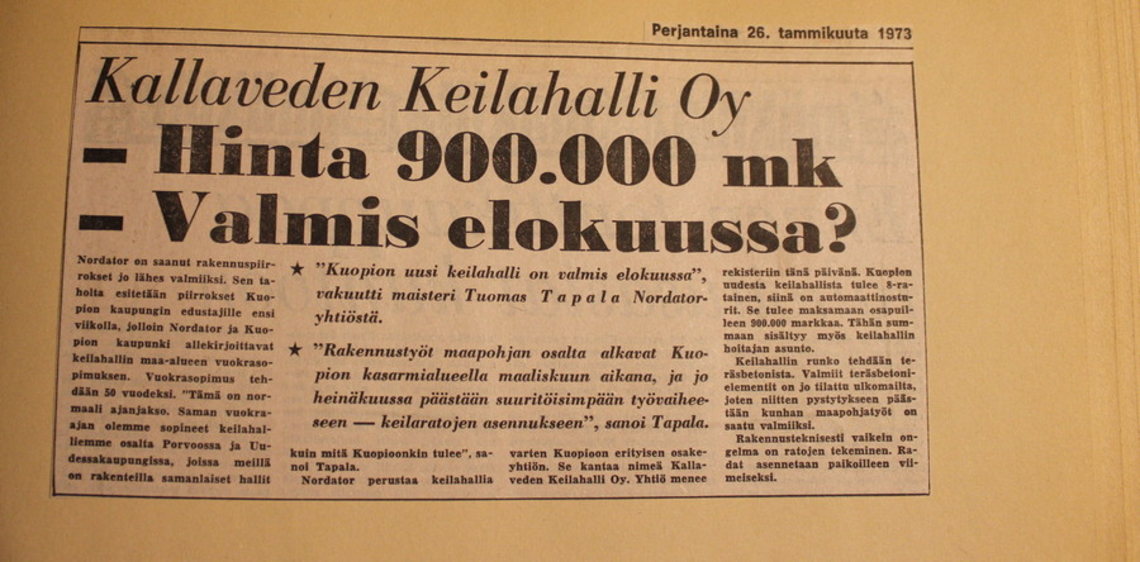 Perjantaina 26. tammikuuta 1973
Kallaveden Keilahalli Oy
– Hinta 900.000 mk
– Valmis elokuussa?
Nordator on saanut rakennuspiir-
rokset jo lähes valmiiksi. Sen ta-
holta esitetään piirrokset Kuo-
pion kaupungin edustajille ensi
viikolla, jolloin Nordator ja Kuo-
pion kaupunki allekirjoittavat
keilahallin maa-alueen vuokraso-
pimuksen. Vuokrasopimus teh-
dään 50 vuodeksi. "Tämä on nor-
maali ajanjakso. Saman vuokra-
ajan olemme sopineet keilahal-
liemme osalta Porvoossa ja Uu-
dessakaupungissa, joissa meillä
on rakenteilla samanlaiset hallit
★ "Kuopion uusi keilahalli on valmis elokuussa",
vakuutti maisteri Tuomas Tapala Nordator-
yhtiöstä.
★ "Rakennustyöt maapohjan osalta alkavat Kuo-
pion kasarmialueella maaliskuun aikana, ja jo
heinäkuussa päästään suuritöisimpään työvaihee-
seen — keilaratojen asennukseen", sanoi Tapala.
kuin mitä Kuopioonkin tulee", sa-
noi Tapala.
Nordator perustaa keilahallia
varten Kuopioon erityisen osake-
yhtiön. Se kantaa nimeä Kalla-
veden Keilahalli Oy. Yhtiö menee
rekisteriin tänä päivänä. Kuopion
uudesta keilahallista tulee 8-ra-
tainen, siinä on automaattinostu-
rit. Se tulee maksamaan osapuil-
leen 900.000 markkaa. Tähän sum-
maan sisältyy myös keilahallin
hoitajan asunto.
Keilahallin runko tehdään te-
räsbetonista. Valmiit teräsbetoni-
elementit on jo tilattu ulkomailta,
joten niitten pystytykseen pääs-
tään kunhan maapohjatyöt on
saatu valmiiksi.
Rakennusteknisesti vaikein on-
gelma on ratojen tekeminen. Ra-
dat asennetaan paikoilleen vii-
meiseksi.